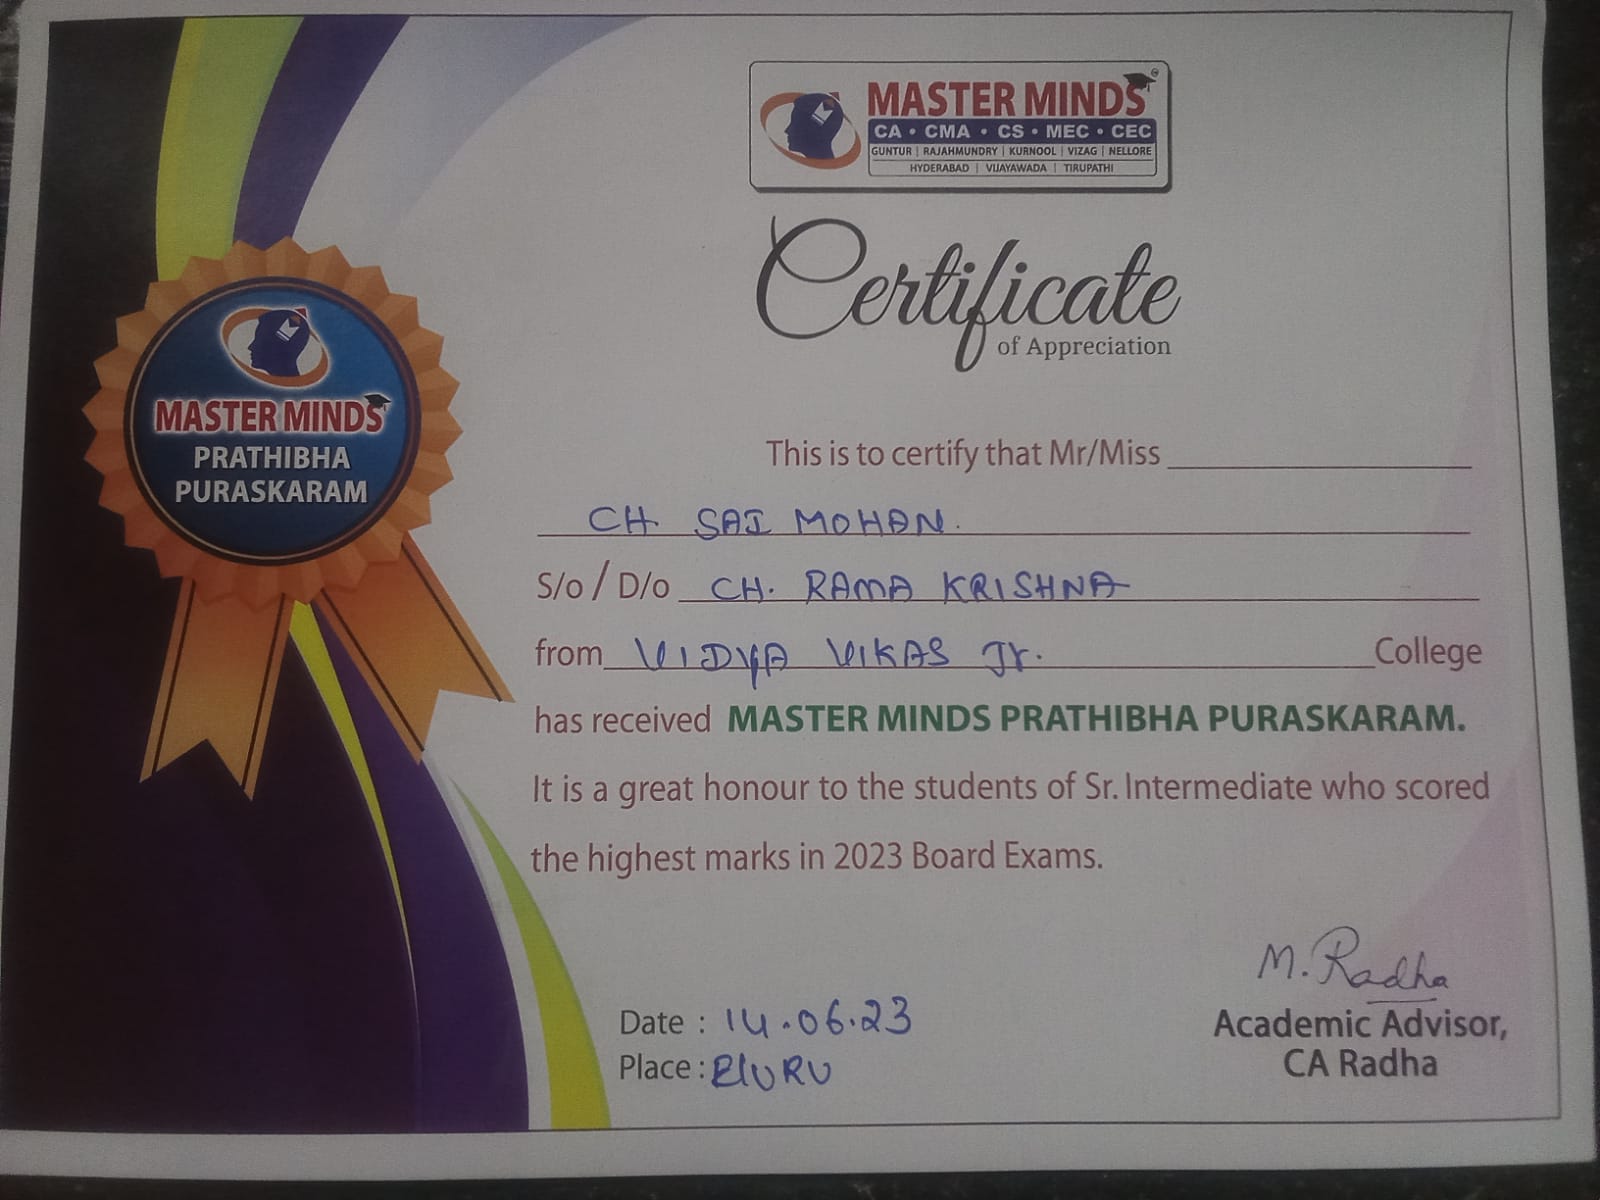 MASTER MINDS
CA • CMA • CS • MEC • CEC
GUNTUR | RAJAHMUNDRY | KURNOOL | VIZAG | NELLORE
HYDERABAD | VIJAYAWADA | TIRUPATHI
Certificate
of Appreciation
MASTER MINDS
PRATHIBHA
PURASKARAM
This is to certify that Mr/Miss
CH. SAI MOHAN.
S/o / D/o CH. RAMA KRISHNA
from VIDYA VIKAS Jr. College
has received MASTER MINDS PRATHIBHA PURASKARAM.
It is a great honour to the students of Sr. Intermediate who scored
the highest marks in 2023 Board Exams.
M. Radha
Date : 14.06.23
Place : ElURU
Academic Advisor,
CA Radha